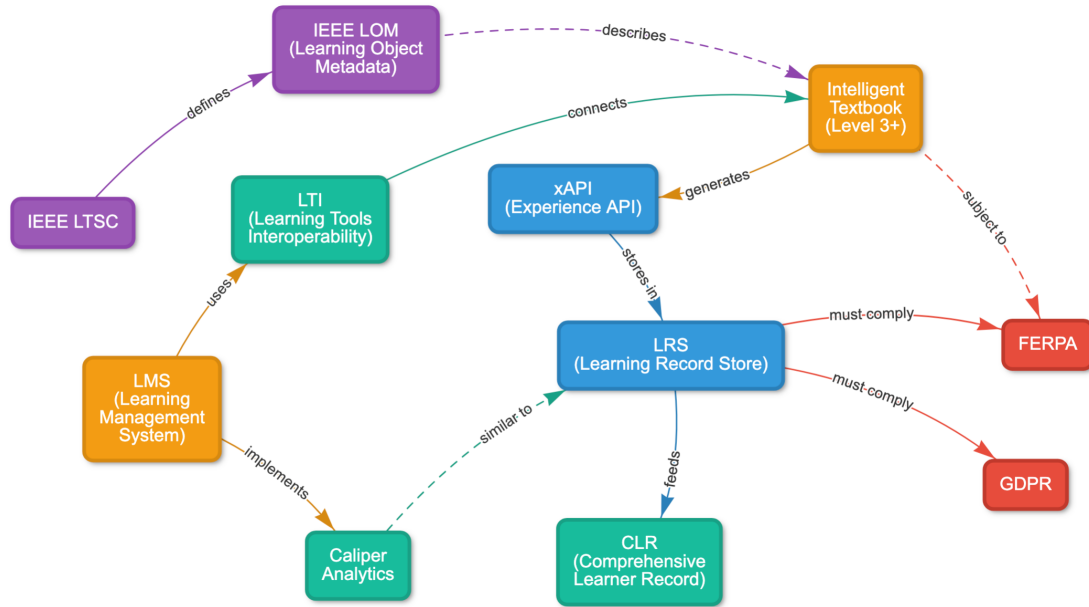 IEEE LOM
(Learning Object
Metadata)
describes
Intelligent
Textbook
(Level 3+)
defines
connects
IEEE LTSC
LTI
(Learning Tools
Interoperability)
xAPI
(Experience API)
generates
subject to
uses
stores in
LMS
(Learning
Management
System)
LRS
(Learning Record Store)
must comply
FERPA
must comply
similar to
implements
feeds
GDPR
Caliper
Analytics
CLR
(Comprehensive
Learner Record)